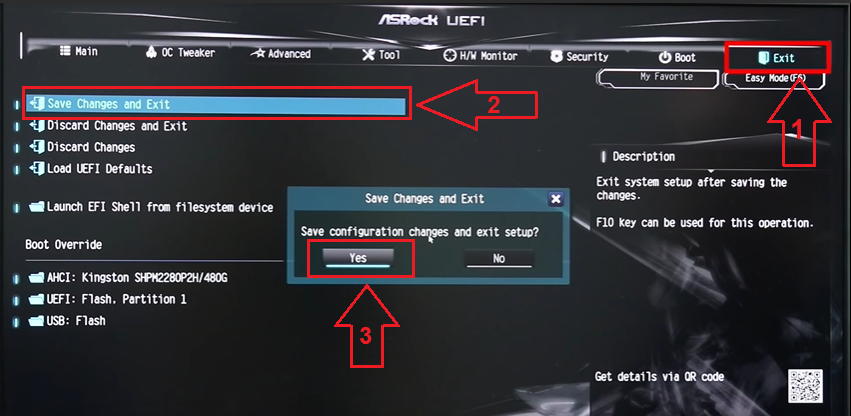 ASRock UEFI
Main
OC Tweaker
Advanced
Tool
H/W Monitor
Security
Boot
Exit
My Favorite
Easy Mode(F6)
1
Save Changes and Exit
2
Discard Changes and Exit
Discard Changes
Load UEFI Defaults
Launch EFI Shell from filesystem device
Boot Override
AHCI: Kingston SHPM2280P2H/480G
UEFI: Flash, Partition 1
USB: Flash
Save Changes and Exit
Save configuration changes and exit setup?
Yes
No
3
Description
Exit system setup after saving the
changes.
F10 key can be used for this operation.
Get details via QR code